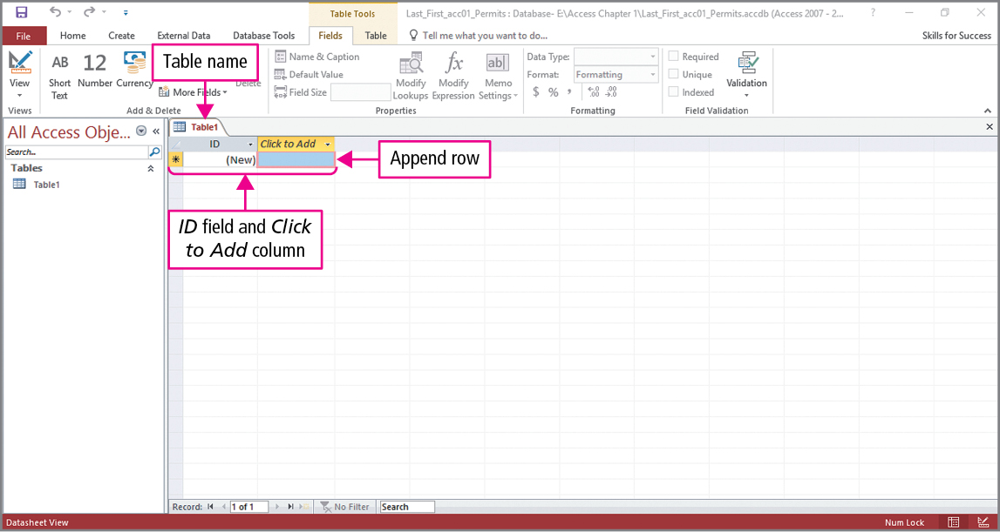 Table Tools
Last_First_acc01_Permits : Database- E:\Access Chapter 1\Last_First_acc01_Permits.accdb (Access 2007 - 2...
?
File
Home
Create
External Data
Database Tools
Fields
Table
Tell me what you want to do...
Skills for Success
View
AB
Short
Text
12
Number
Currency
More Fields
Delete
Table name
Name & Caption
Default Value
Field Size
Modify
Lookups
fx
Modify
Expression
ab|
Memo
Settings
Data Type:
Format:
Formatting
$ % ,
.00
.00
Required
Unique
Indexed
Validation
Views
Add & Delete
Properties
Formatting
Field Validation
All Access Obje...
Search...
Tables
Table1
Table1
ID
Click to Add
(New)
Append row
ID field and Click
to Add column
Record:
1 of 1
No Filter
Search
Datasheet View
Num Lock